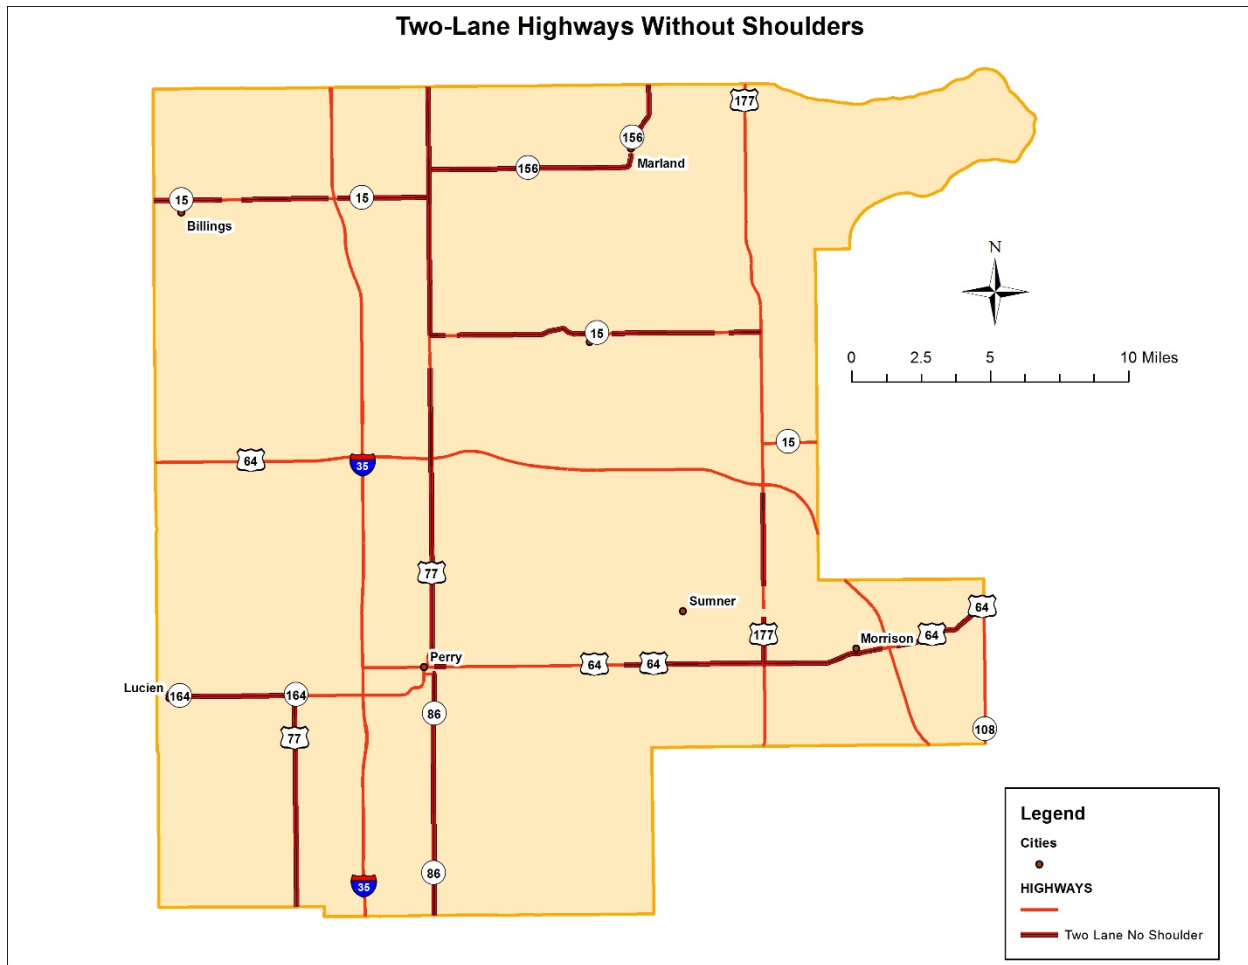 Two-Lane Highways Without Shoulders
177
156
Marland
156
15
15
Billings
N
15
0 2.5 5 10 Miles
15
64
35
77
Sumner
64
177
64
Morrison
Perry
64
64
Lucien
164
164
86
77
108
86
35
Legend
Cities
HIGHWAYS
Two Lane No Shoulder